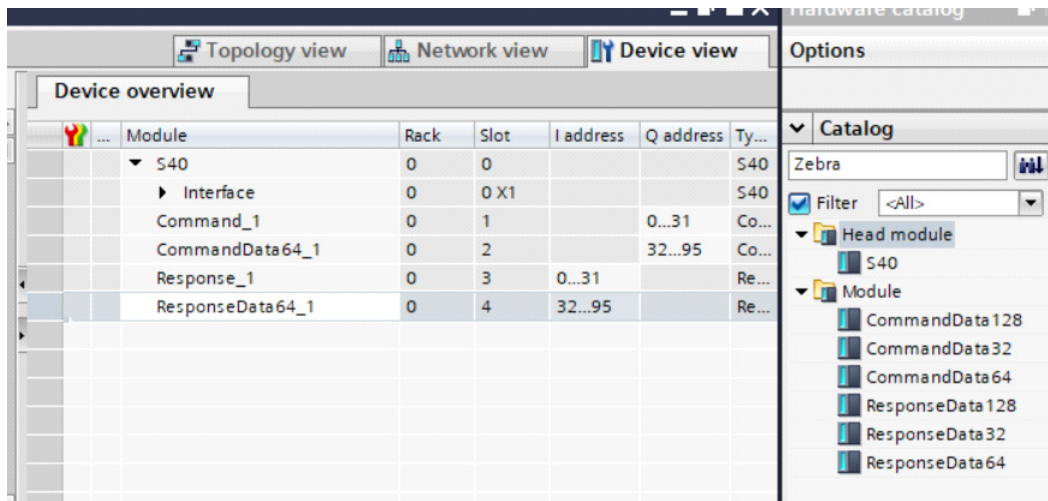 Hardware catalog
Topology view Network view Device view Options
Device overview
Catalog
... Module Rack Slot I address Q address Ty...
S40 0 0 S40
Zebra
Interface 0 0 X1 S40
Filter <All>
Command_1 0 1 0...31 Co...
Head module
CommandData64_1 0 2 32...95 Co...
S40
Response_1 0 3 0...31 Re...
Module
ResponseData64_1 0 4 32...95 Re...
CommandData128
CommandData32
CommandData64
ResponseData128
ResponseData32
ResponseData64